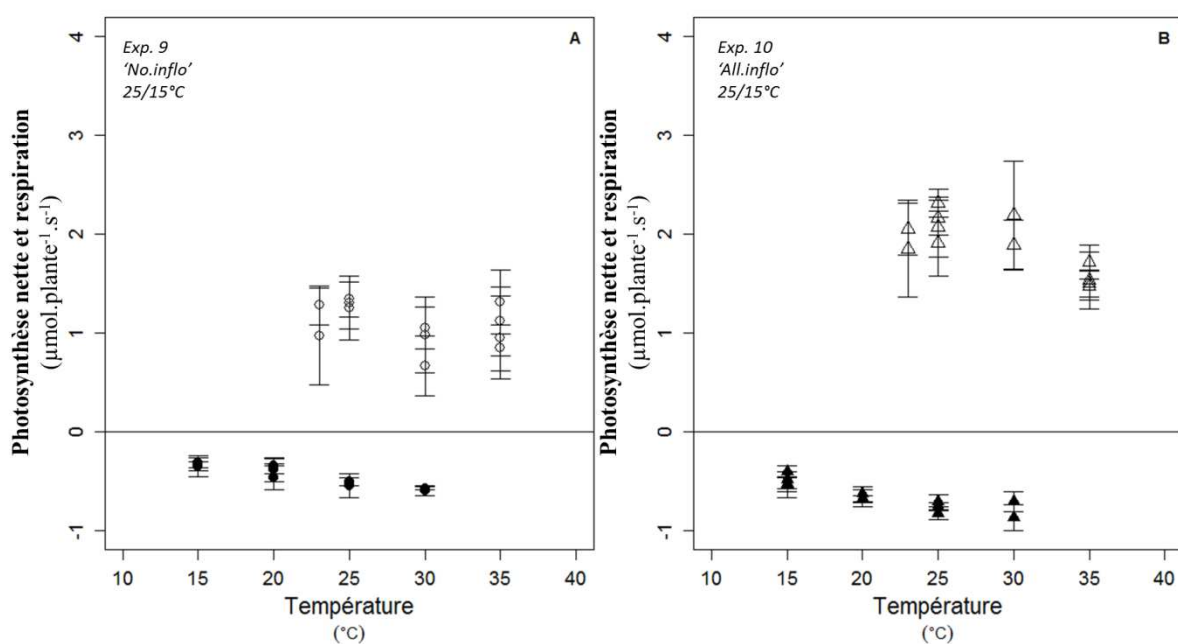 A
Exp. 9
‘No.inflo’
25/15°C
Photosynthèse nette et respiration
(µmol.plante⁻¹.s⁻¹)
4
3
2
1
0
-1
10 15 20 25 30 35 40
Température
(°C)
B
Exp. 10
‘All.inflo’
25/15°C
Photosynthèse nette et respiration
(µmol.plante⁻¹.s⁻¹)
4
3
2
1
0
-1
10 15 20 25 30 35 40
Température
(°C)